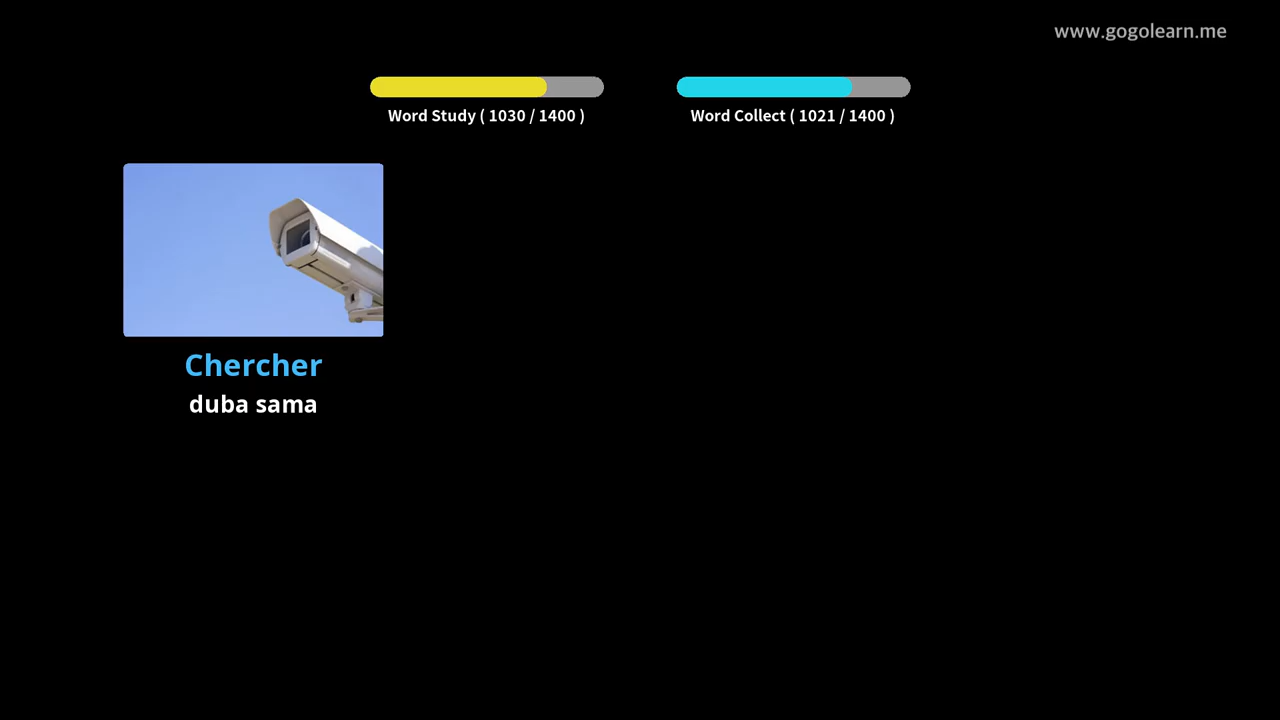 www.gogolearn.me
Word Study ( 1030 / 1400 )
Word Collect ( 1021 / 1400 )
Chercher
duba sama